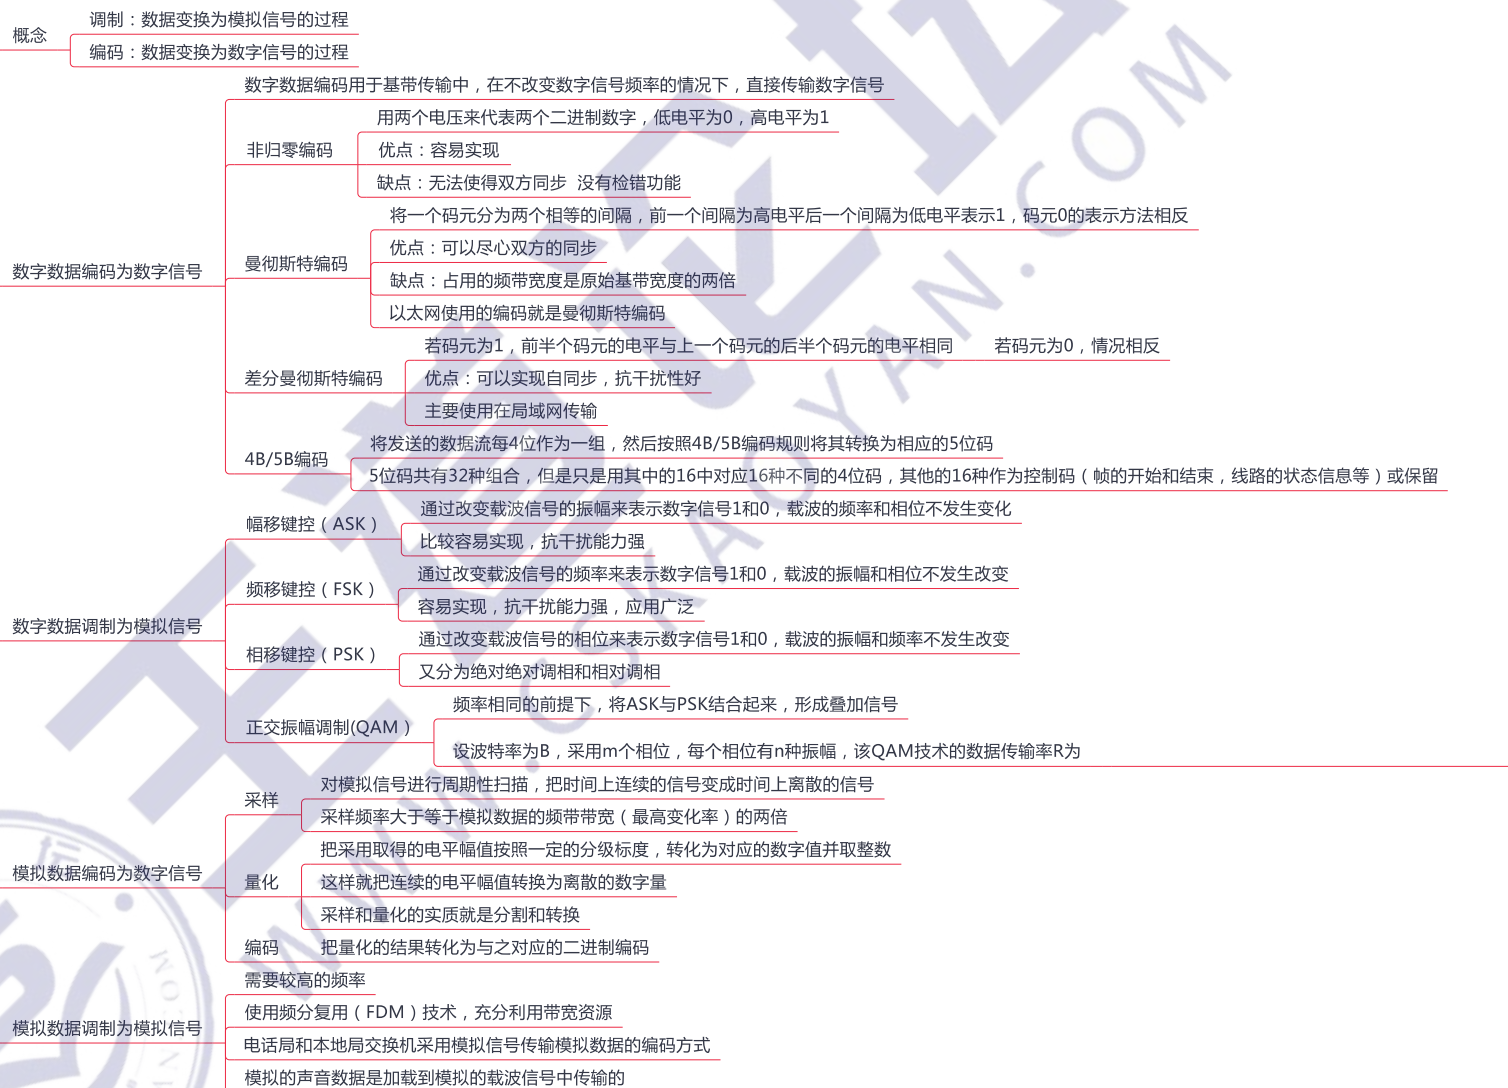 概念
调制：数据变换为模拟信号的过程
编码：数据变换为数字信号的过程
数字数据编码为数字信号
数字数据编码用于基带传输中，在不改变数字信号频率的情况下，直接传输数字信号
非归零编码
用两个电压来代表两个二进制数字，低电平为0，高电平为1
优点：容易实现
缺点：无法使得双方同步 没有检错功能
曼彻斯特编码
将一个码元分为两个相等的间隔，前一个间隔为高电平后一个间隔为低电平表示1，码元0的表示方法相反
优点：可以尽心双方的同步
缺点：占用的频带宽度是原始基带宽度的两倍
以太网使用的编码就是曼彻斯特编码
差分曼彻斯特编码
若码元为1，前半个码元的电平与上一个码元的后半个码元的电平相同 若码元为0，情况相反
优点：可以实现自同步，抗干扰性好
主要使用在局域网传输
4B/5B编码
将发送的数据流每4位作为一组，然后按照4B/5B编码规则将其转换为相应的5位码
5位码共有32种组合，但是只是用其中的16中对应16种不同的4位码，其他的16种作为控制码（帧的开始和结束，线路的状态信息等）或保留
数字数据调制为模拟信号
幅移键控（ASK）
通过改变载波信号的振幅来表示数字信号1和0，载波的频率和相位不发生变化
比较容易实现，抗干扰能力强
频移键控（FSK）
通过改变载波信号的频率来表示数字信号1和0，载波的振幅和相位不发生改变
容易实现，抗干扰能力强，应用广泛
相移键控（PSK）
通过改变载波信号的相位来表示数字信号1和0，载波的振幅和频率不发生改变
又分为绝对绝对调相和相对调相
正交振幅调制(QAM）
频率相同的前提下，将ASK与PSK结合起来，形成叠加信号
设波特率为B，采用m个相位，每个相位有n种振幅，该QAM技术的数据传输率R为
模拟数据编码为数字信号
采样
对模拟信号进行周期性扫描，把时间上连续的信号变成时间上离散的信号
采样频率大于等于模拟数据的频带带宽（最高变化率）的两倍
量化
把采用取得的电平幅值按照一定的分级标度，转化为对应的数字值并取整数
这样就把连续的电平幅值转换为离散的数字量
采样和量化的实质就是分割和转换
编码
把量化的结果转化为与之对应的二进制编码
模拟数据调制为模拟信号
需要较高的频率
使用频分复用（FDM）技术，充分利用带宽资源
电话局和本地局交换机采用模拟信号传输模拟数据的编码方式
模拟的声音数据是加载到模拟的载波信号中传输的
王道论坛
WWW.CSKAOYAN.COM